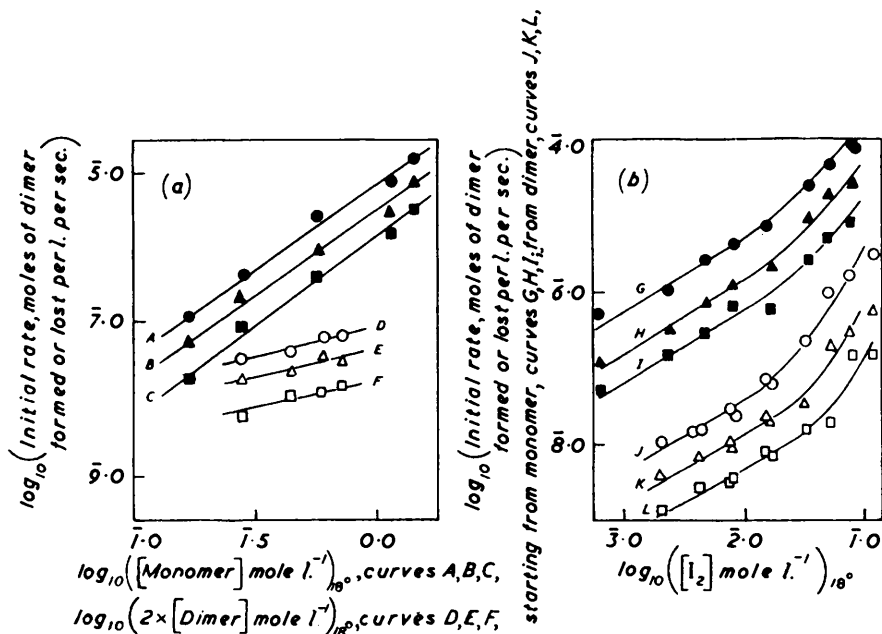 log₁₀(Initial rate, moles of dimer
formed or lost per l. per sec.)
(a)
5̄·0
7̄·0
9̄·0
A
B
C
D
E
F
1̄·0
1̄·5
0·0
log₁₀([Monomer] mole l.⁻¹)₁₈°, curves A,B,C,
log₁₀(2×[Dimer] mole l.⁻¹)₁₈°, curves D,E,F,
log₁₀(Initial rate, moles of dimer
formed or lost per l. per sec.)
starting from monomer, curves G,H,I; from dimer, curves J,K,L,
(b)
4̄·0
6̄·0
8̄·0
G
H
I
J
K
L
3̄·0
2̄·0
1̄·0
log₁₀([I₂] mole l.⁻¹)₁₈°